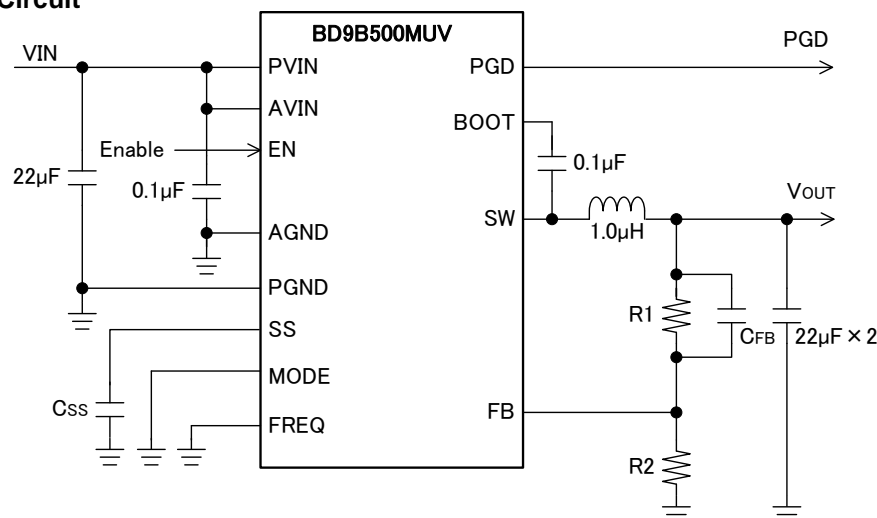 Circuit
BD9B500MUV
VIN
PGD
PVIN
PGD
AVIN
BOOT
Enable
EN
22µF
0.1µF
0.1µF
VOUT
SW
AGND
1.0µH
PGND
SS
R1
CFB
22µF×2
MODE
CSS
FB
FREQ
R2